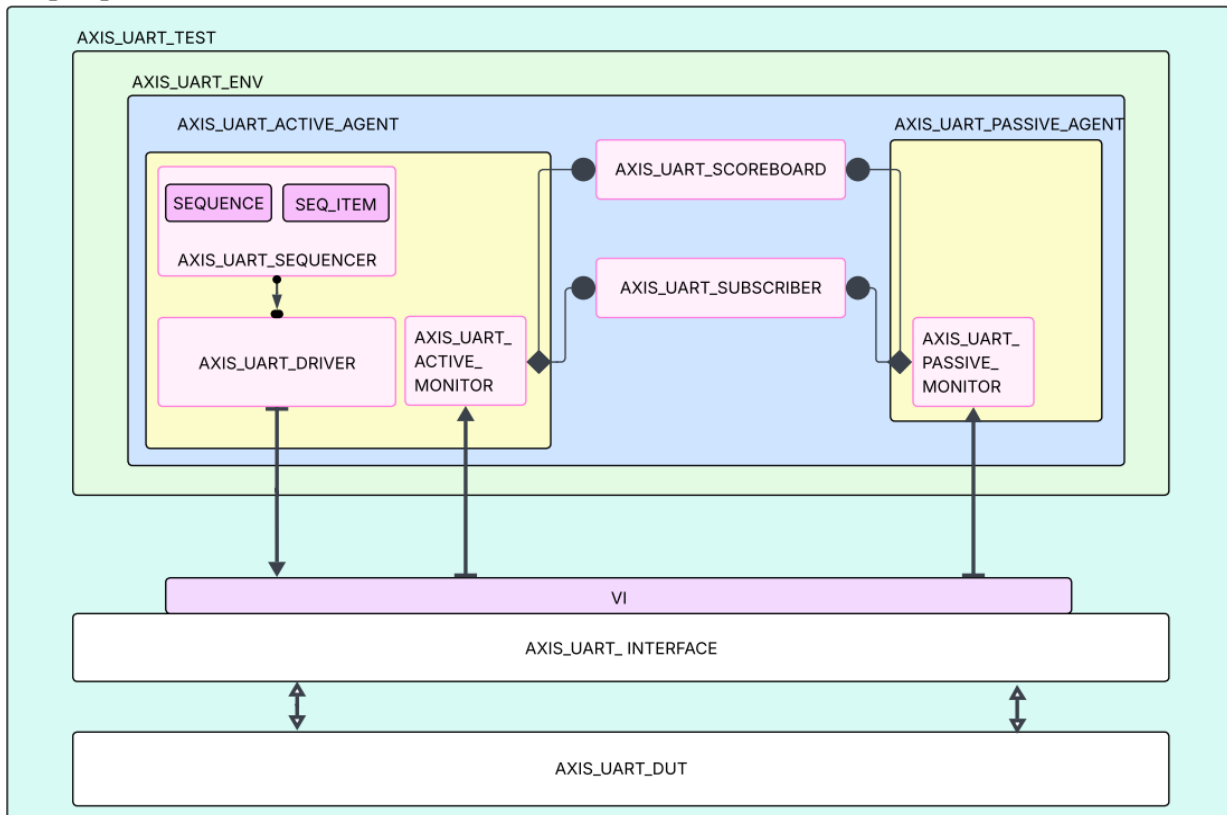 AXIS_UART_TEST
AXIS_UART_ENV
AXIS_UART_ACTIVE_AGENT
AXIS_UART_PASSIVE_AGENT
SEQUENCE
SEQ_ITEM
AXIS_UART_SEQUENCER
AXIS_UART_SCOREBOARD
AXIS_UART_SUBSCRIBER
AXIS_UART_DRIVER
AXIS_UART_
ACTIVE_
MONITOR
AXIS_UART_
PASSIVE_
MONITOR
VI
AXIS_UART_ INTERFACE
AXIS_UART_DUT